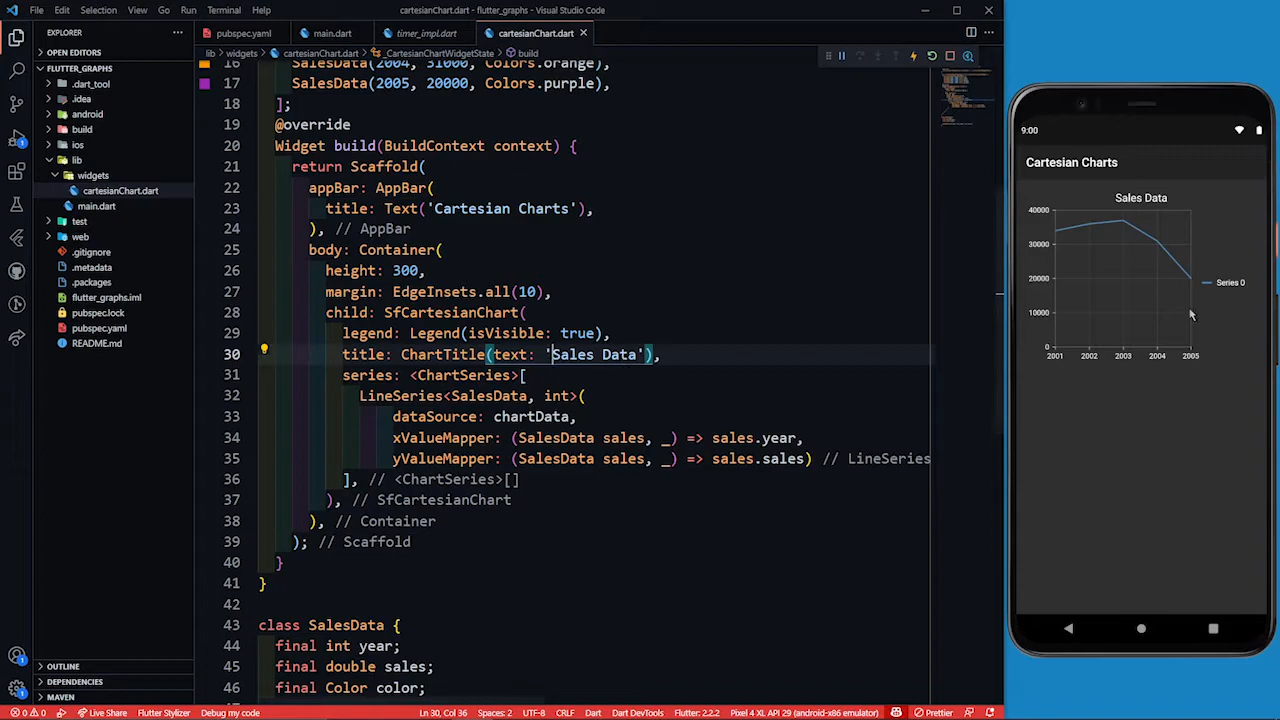 File Edit Selection View Go Run Terminal Help
cartesianChart.dart - flutter_graphs - Visual Studio Code
EXPLORER
pubspec.yaml
main.dart
timer_impl.dart
cartesianChart.dart
OPEN EDITORS
FLUTTER_GRAPHS
.dart_tool
.idea
android
build
ios
lib
widgets
cartesianChart.dart
main.dart
test
web
.gitignore
.metadata
.packages
flutter_graphs.iml
pubspec.lock
pubspec.yaml
README.md
OUTLINE
DEPENDENCIES
MAVEN
lib > widgets > cartesianChart.dart > _CartesianChartWidgetState > build
16 SalesData(2004, 31000, Colors.orange),
17 SalesData(2005, 20000, Colors.purple),
18 ];
19 @override
20 Widget build(BuildContext context) {
21 return Scaffold(
22 appBar: AppBar(
23 title: Text('Cartesian Charts'),
24 ), // AppBar
25 body: Container(
26 height: 300,
27 margin: EdgeInsets.all(10),
28 child: SfCartesianChart(
29 legend: Legend(isVisible: true),
30 title: ChartTitle(text: 'Sales Data'),
31 series: <ChartSeries>[
32 LineSeries<SalesData, int>(
33 dataSource: chartData,
34 xValueMapper: (SalesData sales, _) => sales.year,
35 yValueMapper: (SalesData sales, _) => sales.sales) // LineSeries
36 ], // <ChartSeries>[]
37 ), // SfCartesianChart
38 ), // Container
39 ); // Scaffold
40 }
41 }
42
43 class SalesData {
44 final int year;
45 final double sales;
46 final Color color;
9:00
Cartesian Charts
Sales Data
40000
30000
20000
10000
0
2001 2002 2003 2004 2005
Series 0
0 0 Live Share Flutter Stylizer Debug my code Ln 30, Col 36 Spaces: 2 UTF-8 CRLF Dart Dart DevTools Flutter: 2.2.2 Pixel 4 XL API 29 (android-x86 emulator) Prettier